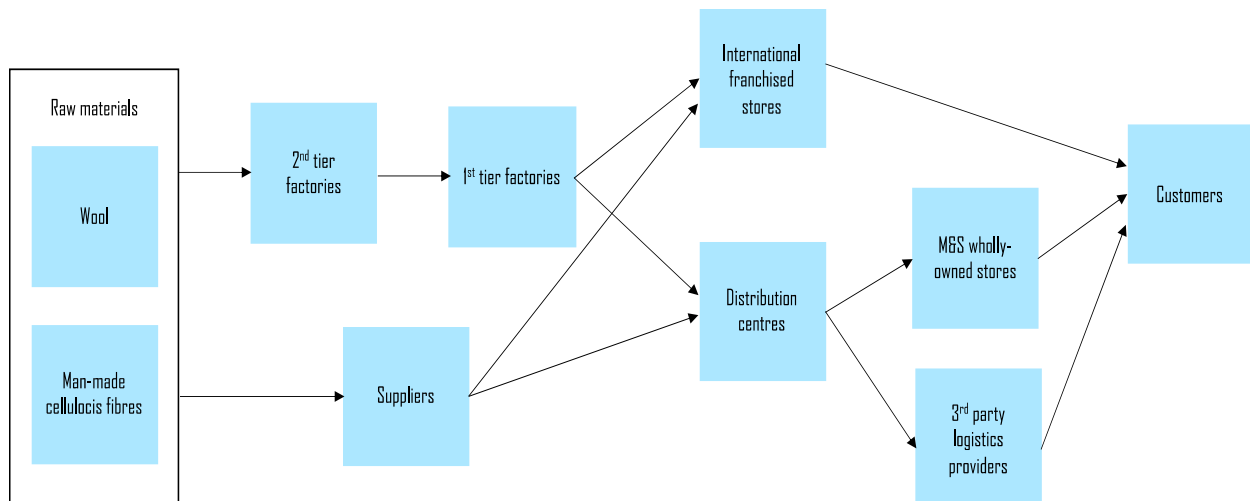 Raw materials
Wool
Man-made
cellulocis fibres
2nd tier
factories
1st tier factories
Suppliers
International
franchised
stores
Distribution
centres
M&S wholly-
owned stores
3rd party
logistics
providers
Customers